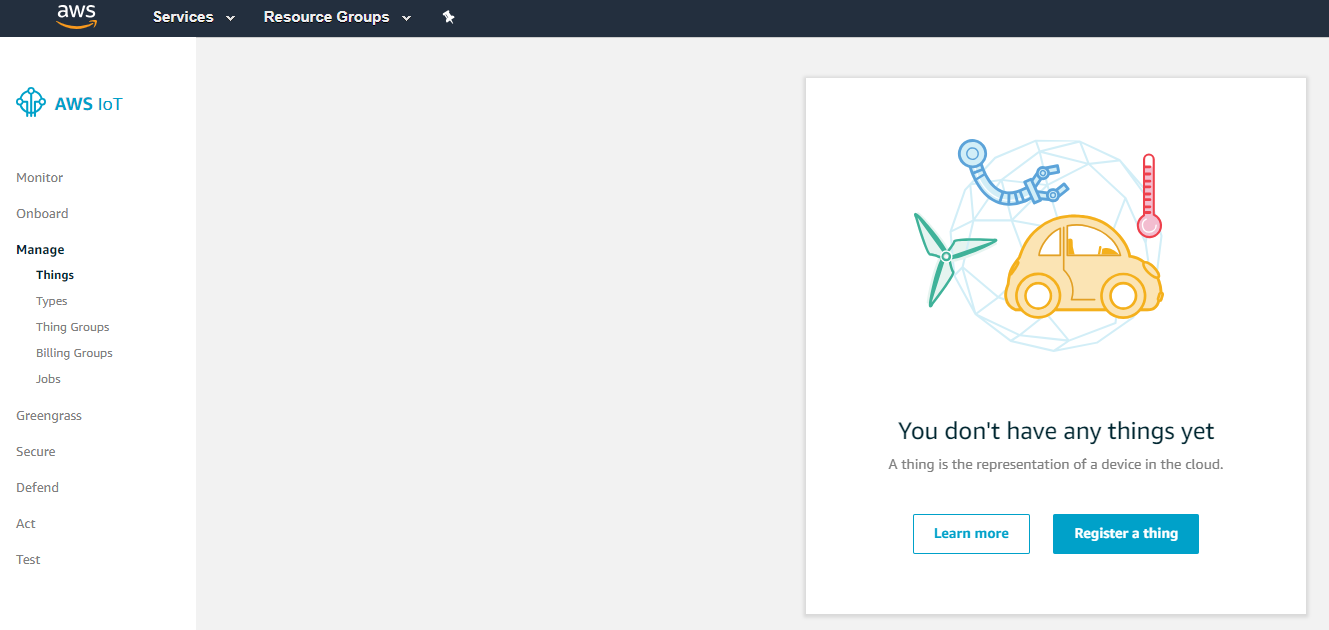 aws
Services
Resource Groups
AWS IoT
Monitor
Onboard
Manage
Things
Types
Thing Groups
Billing Groups
Jobs
Greengrass
Secure
Defend
Act
Test
You don't have any things yet
A thing is the representation of a device in the cloud.
Learn more
Register a thing